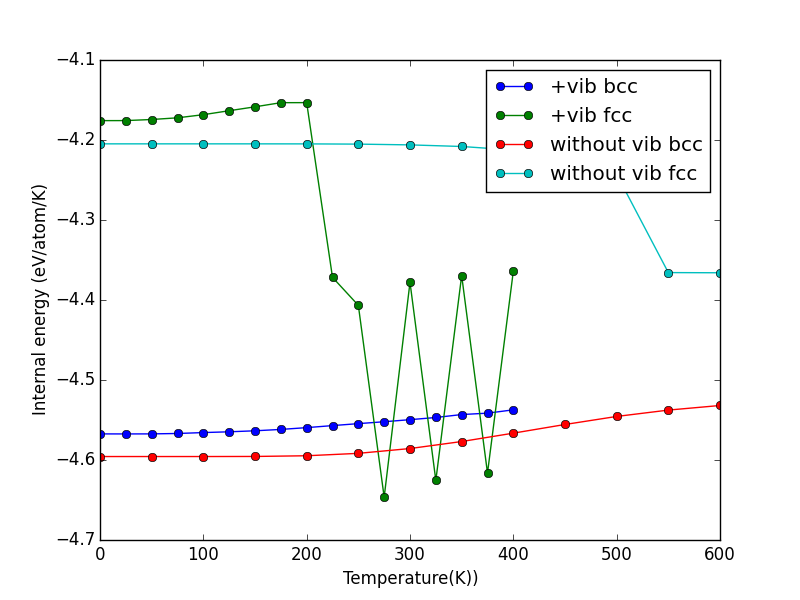 −4.1
−4.2
−4.3
−4.4
−4.5
−4.6
−4.7
Internal energy (eV/atom/K)
+vib bcc
+vib fcc
without vib bcc
without vib fcc
0 100 200 300 400 500 600
Temperature(K))